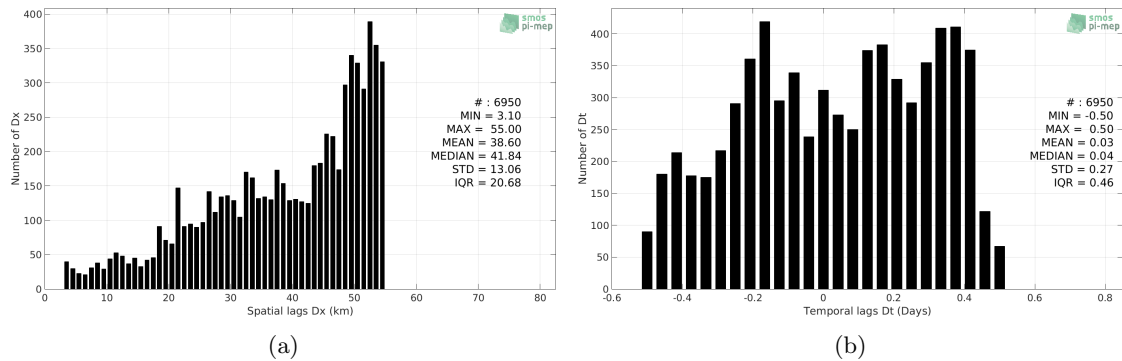 400
350
300
250
200
150
100
50
0
Number of Dx
0 10 20 30 40 50 60 70 80
Spatial lags Dx (km)
smos
pi-mep
# : 6950
MIN = 3.10
MAX = 55.00
MEAN = 38.60
MEDIAN = 41.84
STD = 13.06
IQR = 20.68
(a)
400
350
300
250
200
150
100
50
0
Number of Dt
-0.6 -0.4 -0.2 0 0.2 0.4 0.6 0.8
Temporal lags Dt (Days)
smos
pi-mep
# : 6950
MIN = -0.50
MAX = 0.50
MEAN = 0.03
MEDIAN = 0.04
STD = 0.27
IQR = 0.46
(b)